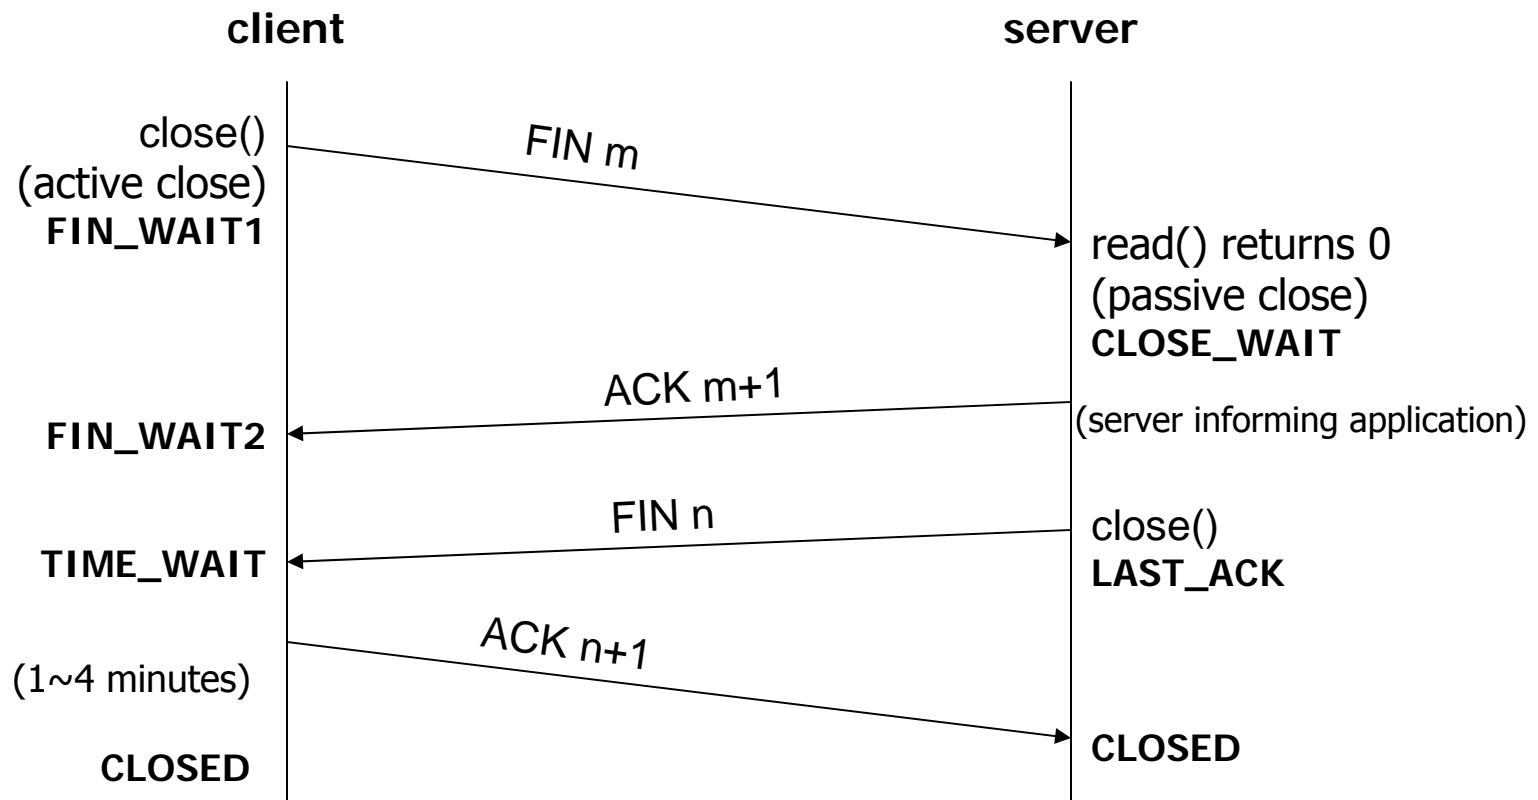 client
server
close()
(active close)
FIN_WAIT1
FIN m
read() returns 0
(passive close)
CLOSE_WAIT
ACK m+1
(server informing application)
FIN_WAIT2
FIN n
close()
LAST_ACK
TIME_WAIT
ACK n+1
(1~4 minutes)
CLOSED
CLOSED